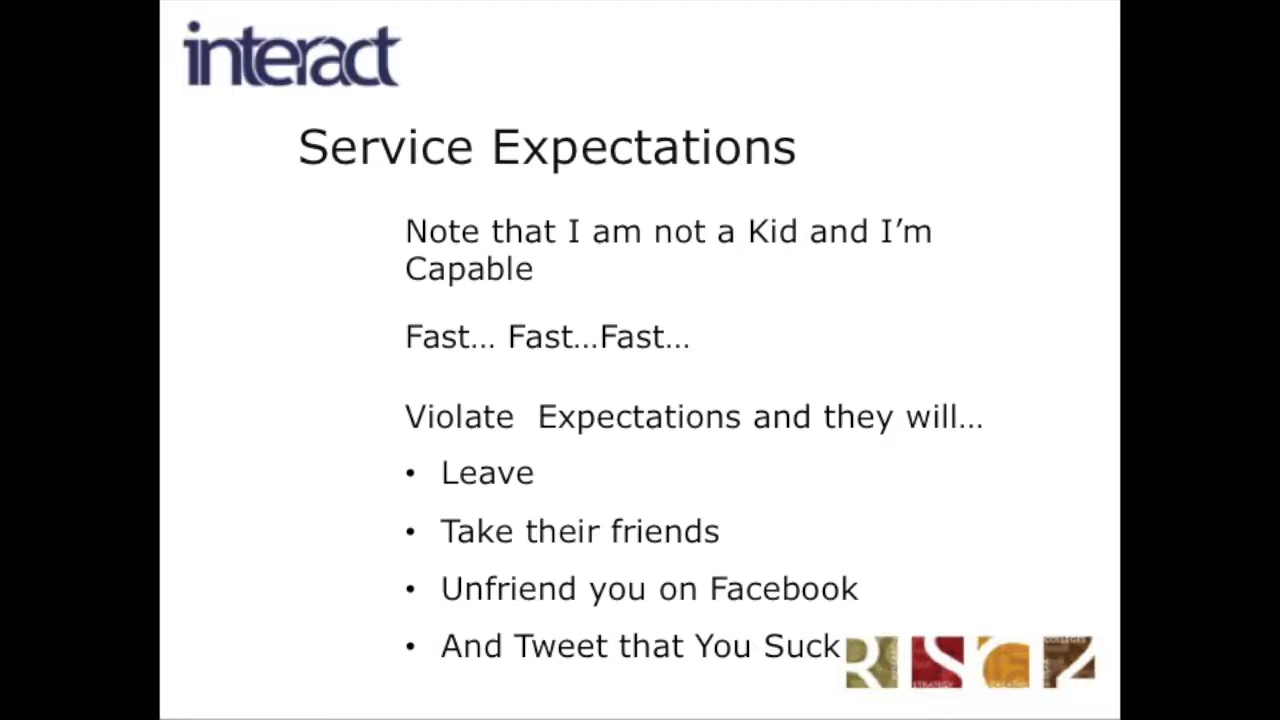 interact
Service Expectations
Note that I am not a Kid and I’m
Capable
Fast… Fast…Fast…
Violate  Expectations and they will…
• Leave
• Take their friends
• Unfriend you on Facebook
• And Tweet that You Suck